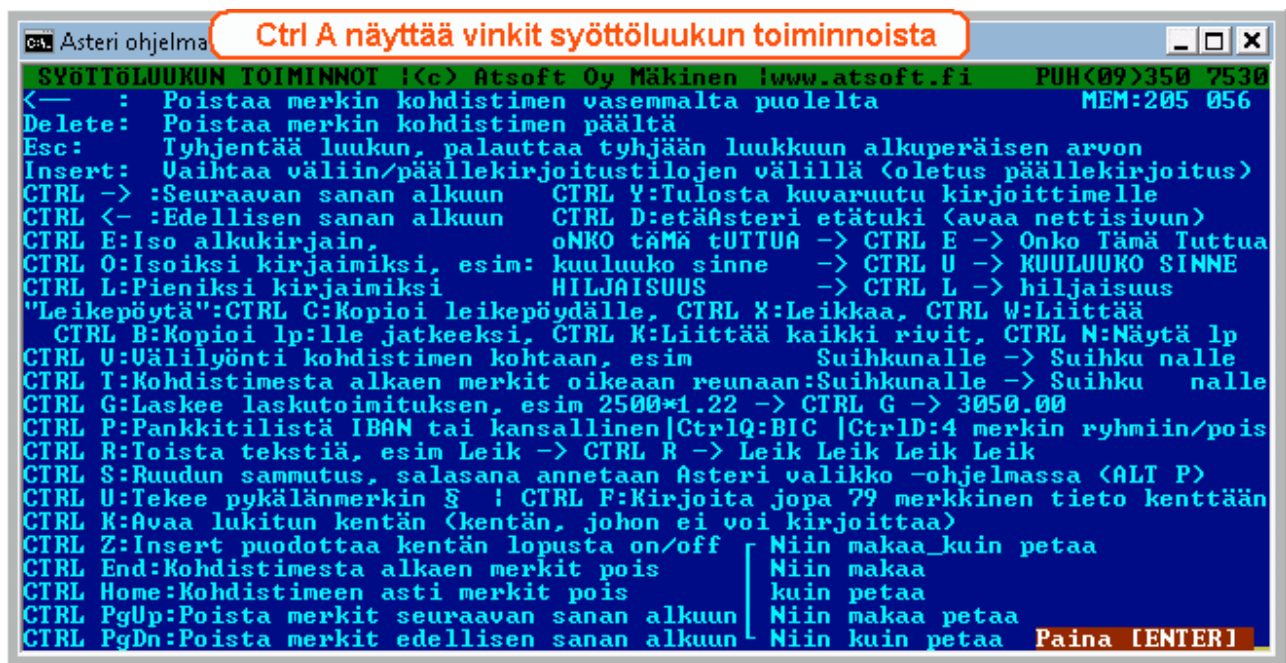 Ctrl A näyttää vinkit syöttöluukun toiminnoista
Asteri ohjelma
SYÖTTÖLUUKUN TOIMINNOT ¦(c) Atsoft Oy Mäkinen ¦www.atsoft.fi PUH(09)350 7530
<— : Poistaa merkin kohdistimen vasemmalta puolelta MEM:205 056
Delete: Poistaa merkin kohdistimen päältä
Esc: Tyhjentää luukun, palauttaa tyhjään luukkuun alkuperäisen arvon
Insert: Vaihtaa väliin/päällekirjoitustilojen välillä (oletus päällekirjoitus)
CTRL -> :Seuraavan sanan alkuun CTRL Y:Tulosta kuvaruutu kirjoittimelle
CTRL <- :Edellisen sanan alkuun CTRL D:etäAsteri etätuki (avaa nettisivun)
CTRL E:Iso alkukirjain, oNKO tÄMÄ tUTTUA -> CTRL E -> Onko Tämä Tuttua
CTRL O:Isoiksi kirjaimiksi, esim: kuuluuko sinne -> CTRL U -> KUULUUKO SINNE
CTRL L:Pieniksi kirjaimiksi HILJAISUUS -> CTRL L -> hiljaisuus
"Leikepöytä":CTRL C:Kopioi leikepöydälle, CTRL X:Leikkaa, CTRL W:Liittää
CTRL B:Kopioi lp:lle jatkeeksi, CTRL K:Liittää kaikki rivit, CTRL N:Näytä lp
CTRL V:Välilyönti kohdistimen kohtaan, esim Suihkunalle -> Suihku nalle
CTRL T:Kohdistimesta alkaen merkit oikeaan reunaan:Suihkunalle -> Suihku nalle
CTRL G:Laskee laskutoimituksen, esim 2500*1.22 -> CTRL G -> 3050.00
CTRL P:Pankkitilistä IBAN tai kansallinen|CtrlQ:BIC |CtrlD:4 merkin ryhmiin/pois
CTRL R:Toista tekstiä, esim Leik -> CTRL R -> Leik Leik Leik Leik
CTRL S:Ruudun sammutus, salasana annetaan Asteri valikko -ohjelmassa (ALT P)
CTRL U:Tekee pykälänmerkin § ¦ CTRL F:Kirjoita jopa 79 merkkinen tieto kenttään
CTRL K:Avaa lukitun kentän (kentän, johon ei voi kirjoittaa)
CTRL Z:Insert puodottaa kentän lopusta on/off ┌ Niin makaa_kuin petaa
CTRL End:Kohdistimesta alkaen merkit pois │ Niin makaa
CTRL Home:Kohdistimeen asti merkit pois │ kuin petaa
CTRL PgUp:Poista merkit seuraavan sanan alkuun│ Niin makaa petaa
CTRL PgDn:Poista merkit edellisen sanan alkuun└ Niin kuin petaa Paina [ENTER]